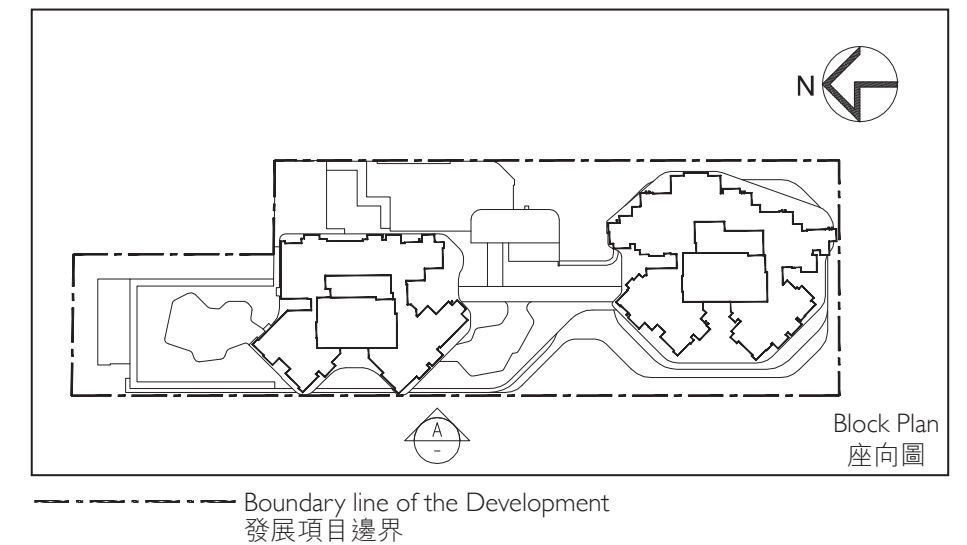 N
A
-
Block Plan
座向圖
Boundary line of the Development
發展項目邊界